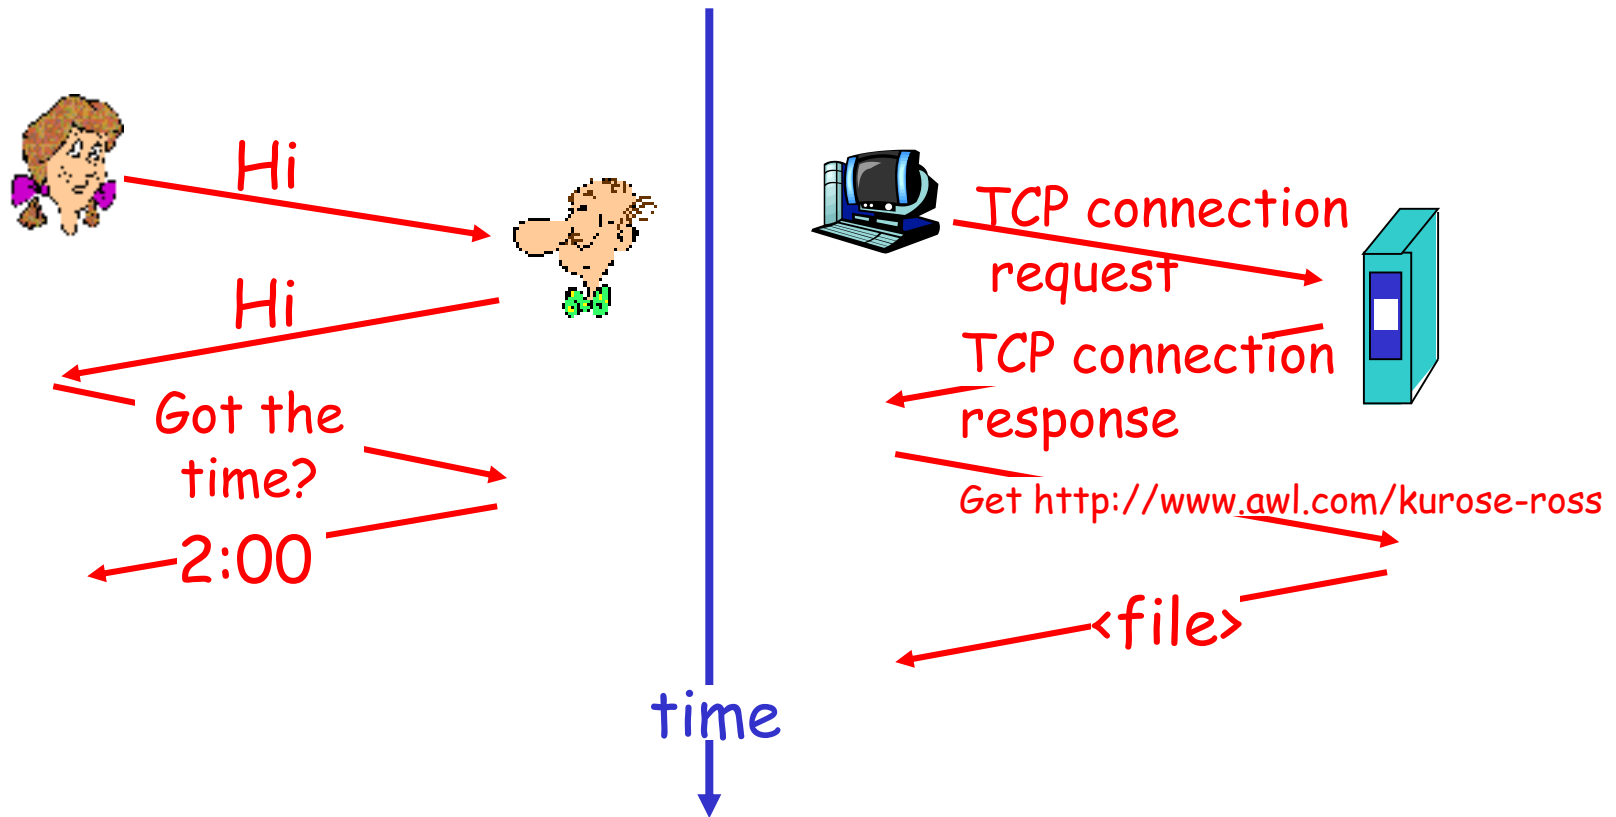 Hi
Hi
Got the
time?
2:00
TCP connection
request
TCP connection
response
Get http://www.awl.com/kurose-ross
<file>
time